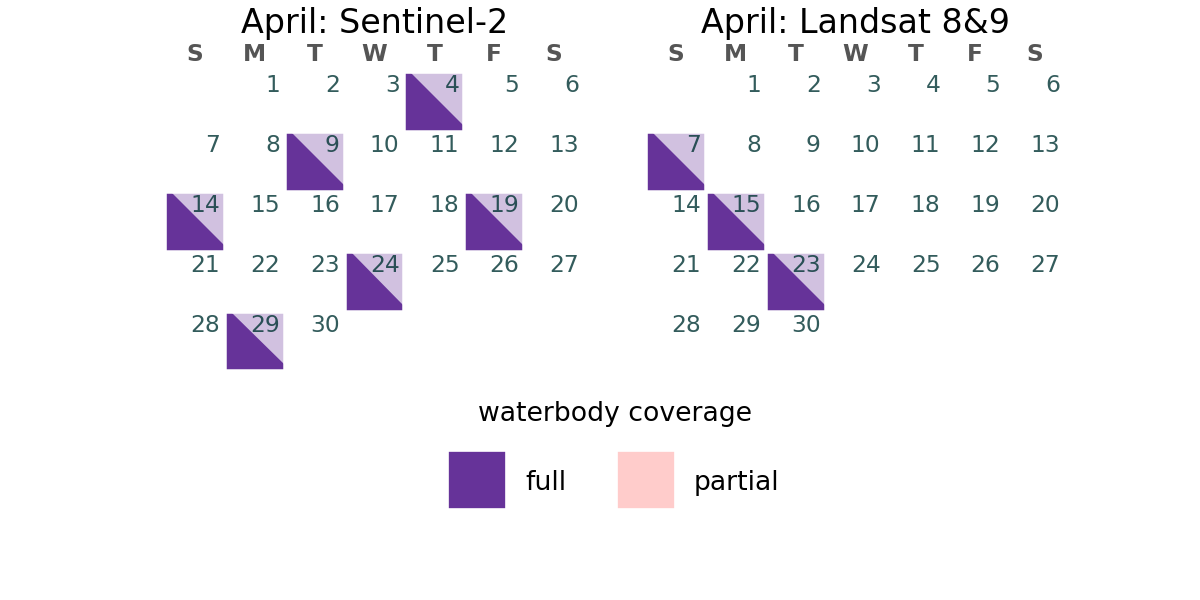 April: Sentinel-2
S M T W T F S
1 2 3 4 5 6
7 8 9 10 11 12 13
14 15 16 17 18 19 20
21 22 23 24 25 26 27
28 29 30
April: Landsat 8&9
S M T W T F S
1 2 3 4 5 6
7 8 9 10 11 12 13
14 15 16 17 18 19 20
21 22 23 24 25 26 27
28 29 30
waterbody coverage
full
partial